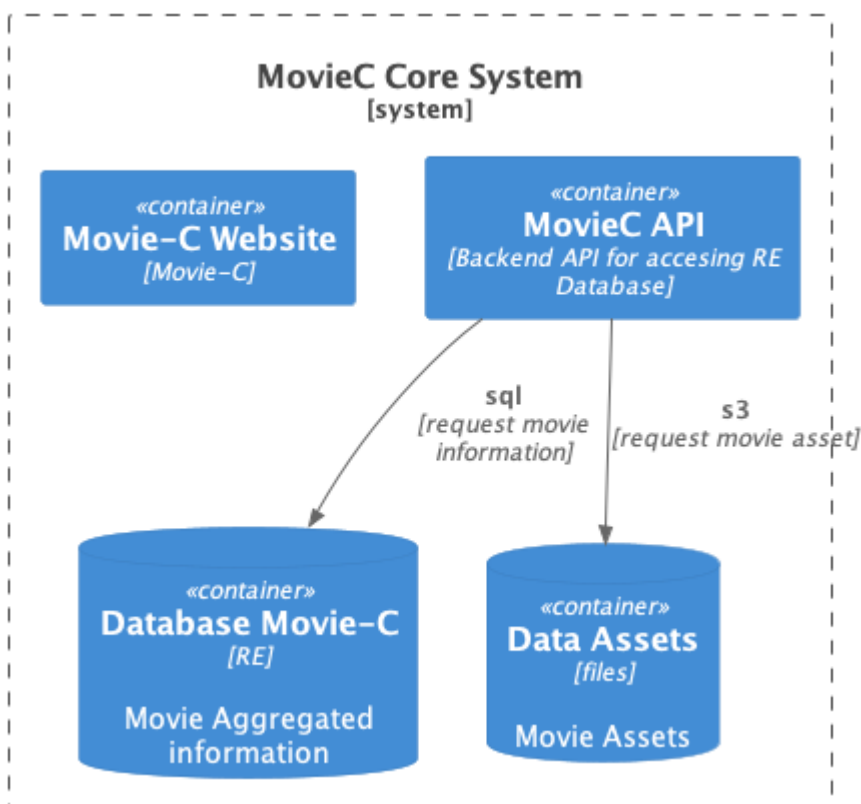 MovieC Core System
[system]
«container»
Movie-C Website
[Movie-C]
«container»
MovieC API
[Backend API for accesing RE
Database]
sql
[request movie
information]
s3
[request movie asset]
«container»
Database Movie-C
[RE]
Movie Aggregated
information
«container»
Data Assets
[files]
Movie Assets